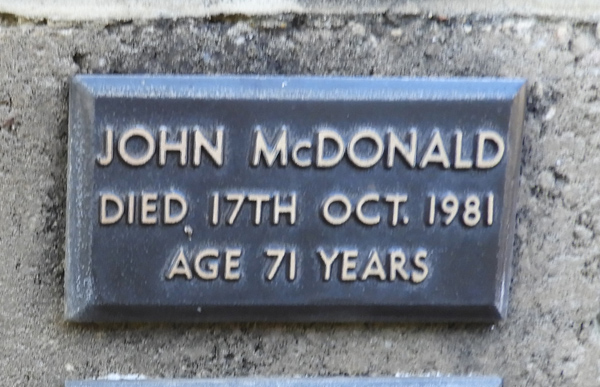 JOHN McDONALD
DIED 17TH OCT. 1981
AGE 71 YEARS